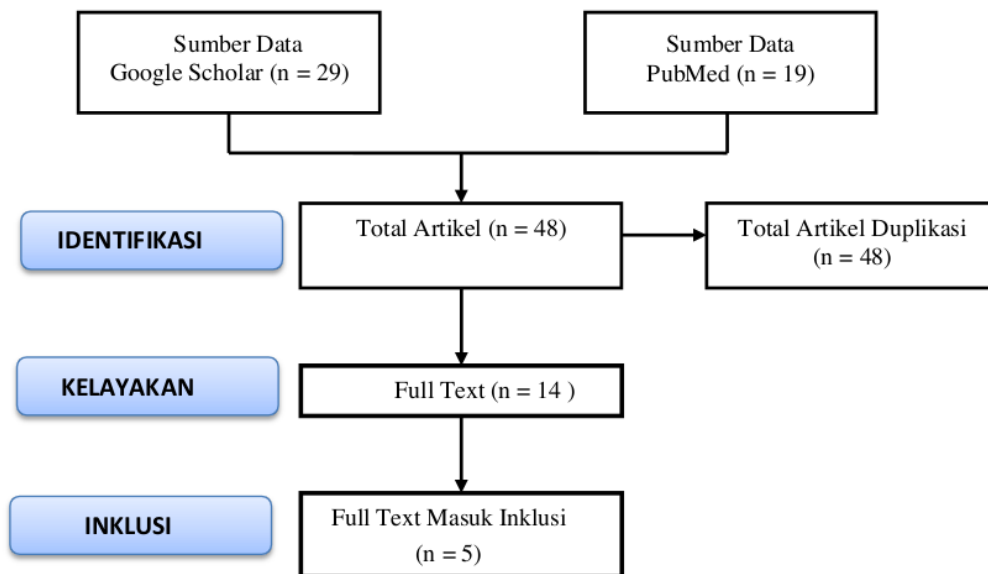 Sumber Data
Google Scholar (n = 29)
Sumber Data
PubMed (n = 19)
IDENTIFIKASI
Total Artikel (n = 48)
Total Artikel Duplikasi
(n = 48)
KELAYAKAN
Full Text (n = 14 )
INKLUSI
Full Text Masuk Inklusi
(n = 5)